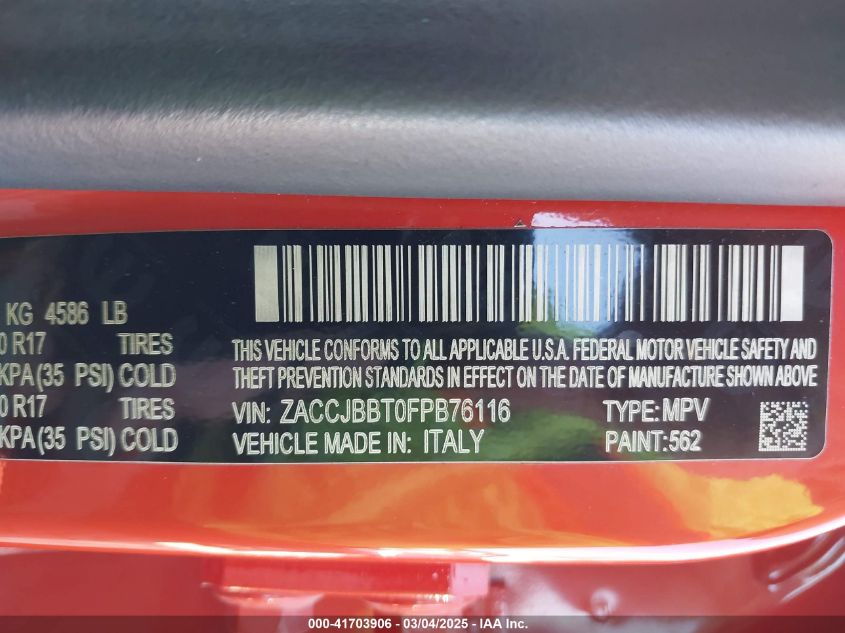 KG 4586 LB
0 R17 TIRES
KPA(35 PSI) COLD
0 R17 TIRES
KPA(35 PSI) COLD
THIS VEHICLE CONFORMS TO ALL APPLICABLE U.S.A. FEDERAL MOTOR VEHICLE SAFETY AND
THEFT PREVENTION STANDARDS IN EFFECT ON THE DATE OF MANUFACTURE SHOWN ABOVE
VIN: ZACCJBBT0FPB76116 TYPE:MPV
VEHICLE MADE IN: ITALY PAINT:562
000-41703906 - 03/04/2025 - IAA Inc.